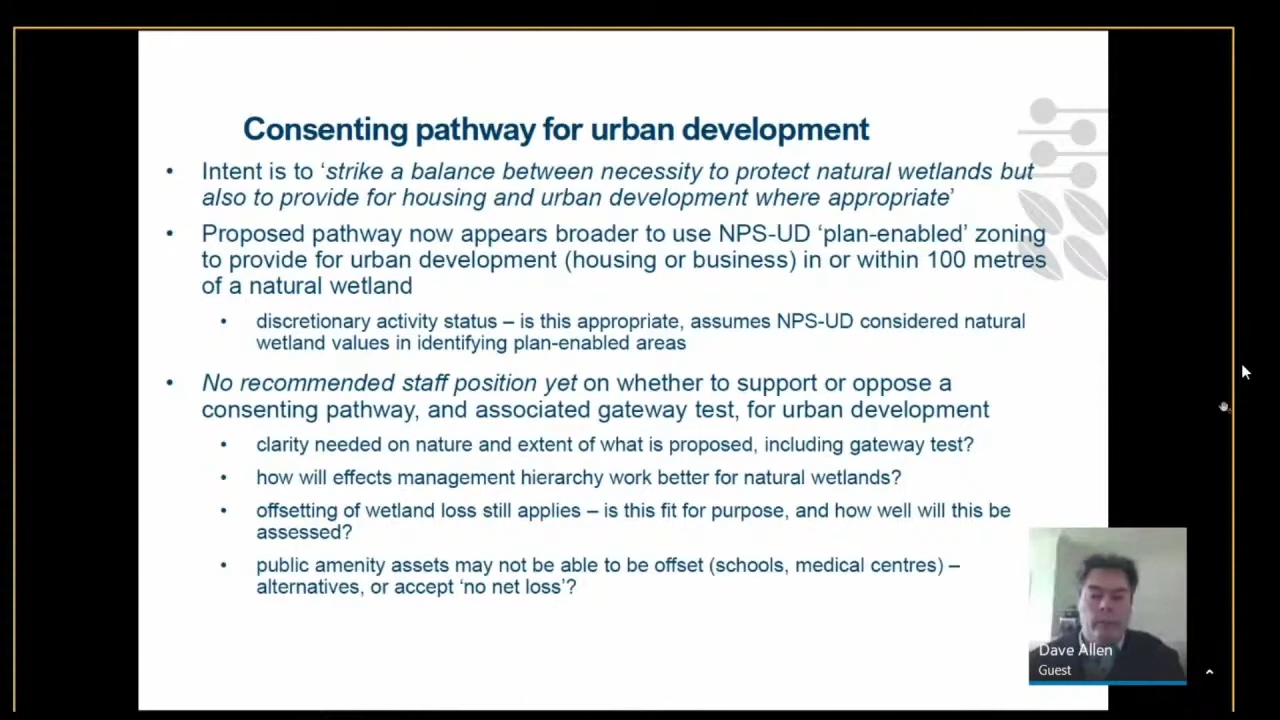 Consenting pathway for urban development
• Intent is to ‘strike a balance between necessity to protect natural wetlands but
also to provide for housing and urban development where appropriate’
• Proposed pathway now appears broader to use NPS-UD ‘plan-enabled’ zoning
to provide for urban development (housing or business) in or within 100 metres
of a natural wetland
• discretionary activity status – is this appropriate, assumes NPS-UD considered natural
wetland values in identifying plan-enabled areas
• No recommended staff position yet on whether to support or oppose a
consenting pathway, and associated gateway test, for urban development
• clarity needed on nature and extent of what is proposed, including gateway test?
• how will effects management hierarchy work better for natural wetlands?
• offsetting of wetland loss still applies – is this fit for purpose, and how well will this be
assessed?
• public amenity assets may not be able to be offset (schools, medical centres) –
alternatives, or accept ‘no net loss’?
Dave Allen
Guest